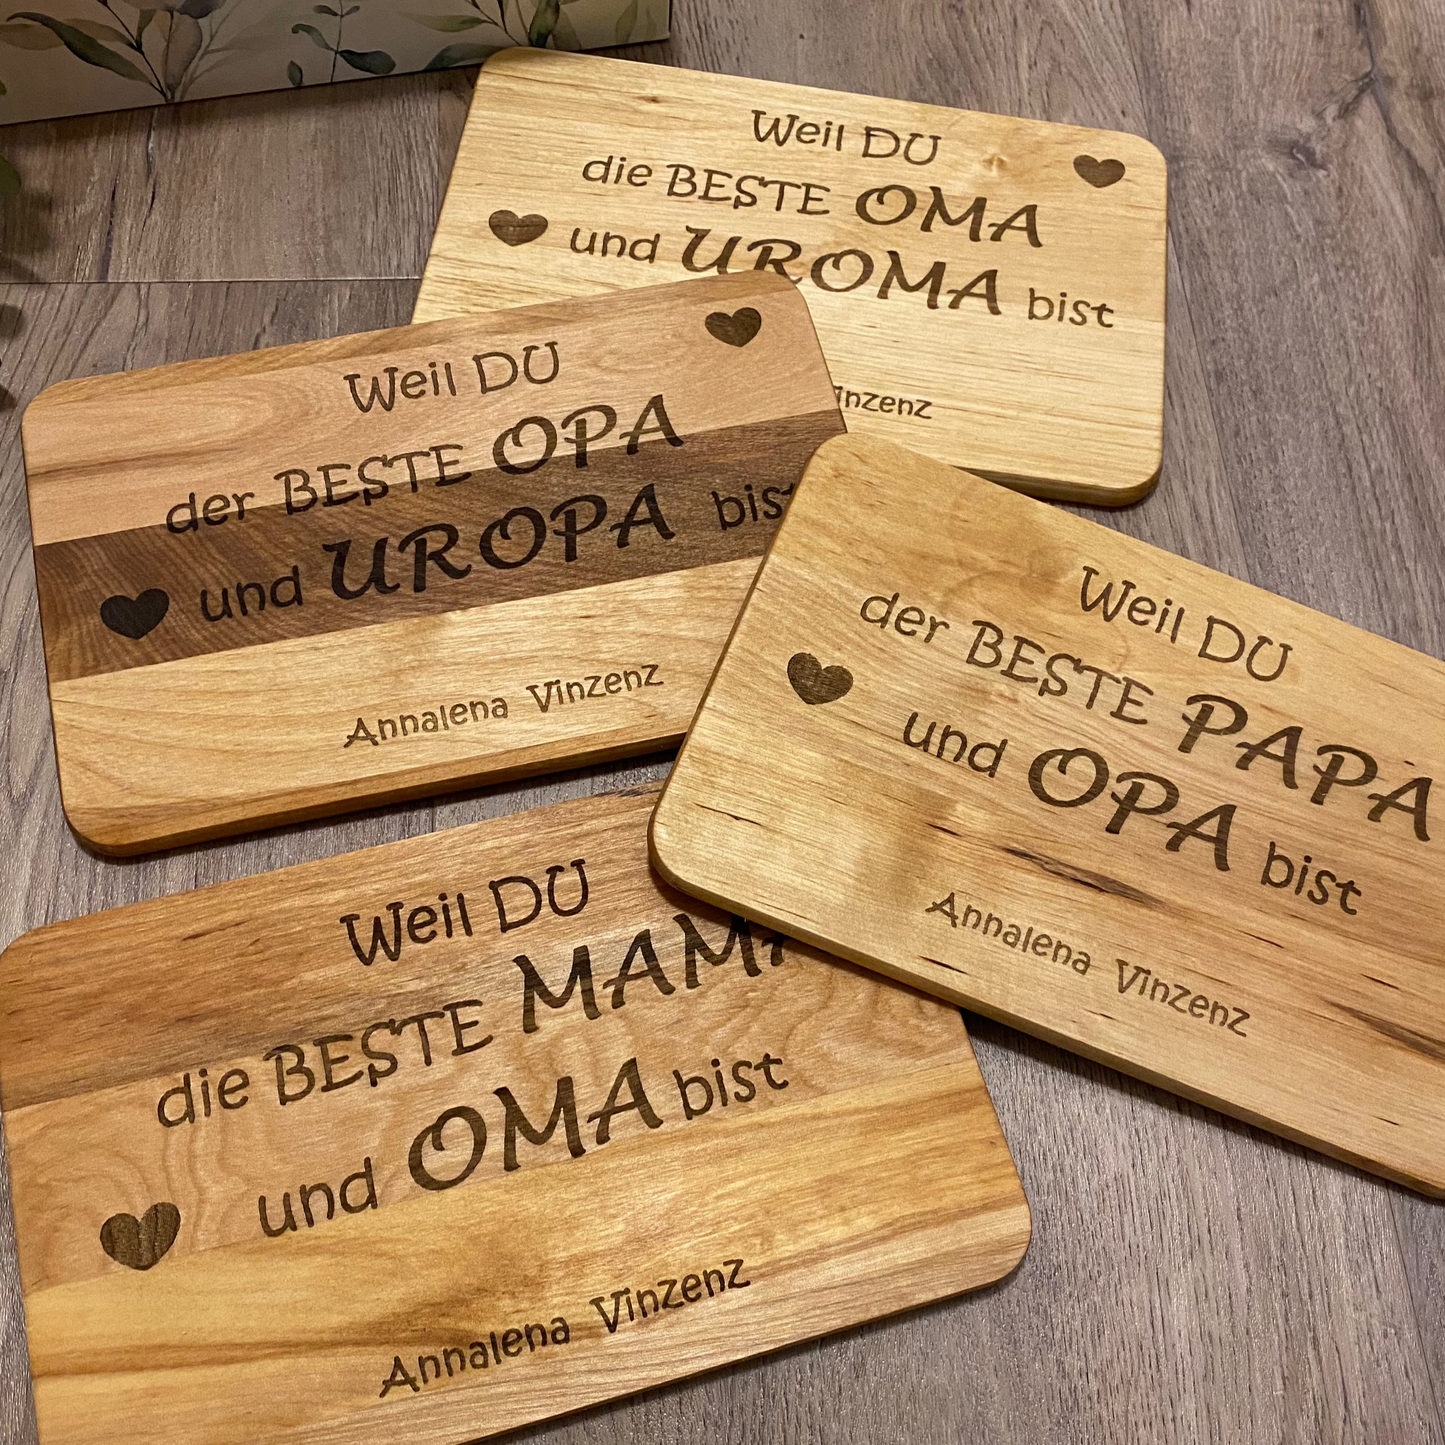 Weil DU
die BESTE OMA
und UROMA bist
Weil DU
der BESTE OPA
und UROPA
Annalena Vinzenz
Weil DU
der BESTE PAPA
und OPA bist
Annalena Vinzenz
Weil DU
die BESTE
und OMA bist
Annalena Vinzenz